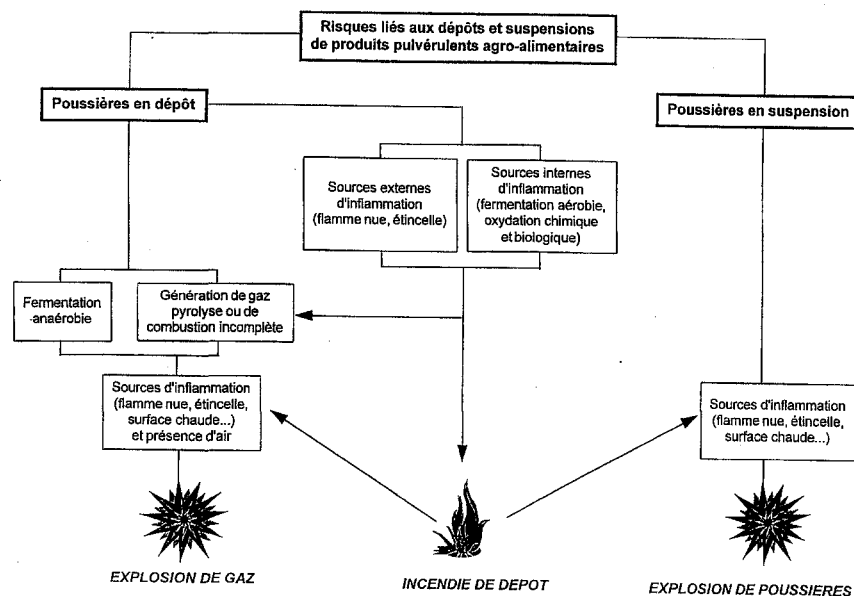 Risques liés aux dépôts et suspensions
de produits pulvérulents agro-alimentaires
Poussières en dépôt
Poussières en suspension
Sources externes
d'inflammation
(flamme nue, étincelle)
Sources internes
d'inflammation
(fermentation aérobie,
oxydation chimique
et biologique)
Fermentation
-anaérobie
Génération de gaz
pyrolyse ou de
combustion incomplète
Sources d'inflammation
(flamme nue, étincelle,
surface chaude...)
et présence d'air
Sources d'inflammation
(flamme nue, étincelle,
surface chaude...)
EXPLOSION DE GAZ
INCENDIE DE DEPOT
EXPLOSION DE POUSSIERES